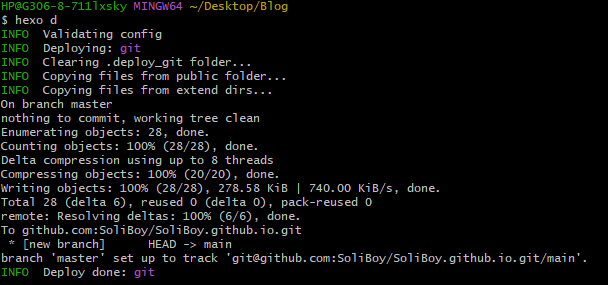 HP@G3O6-8-711lxsky MINGW64 ~/Desktop/Blog
$ hexo d
INFO  Validating config
INFO  Deploying: git
INFO  Clearing .deploy_git folder...
INFO  Copying files from public folder...
INFO  Copying files from extend dirs...
On branch master
nothing to commit, working tree clean
Enumerating objects: 28, done.
Counting objects: 100% (28/28), done.
Delta compression using up to 8 threads
Compressing objects: 100% (20/20), done.
Writing objects: 100% (28/28), 278.58 KiB | 740.00 KiB/s, done.
Total 28 (delta 6), reused 0 (delta 0), pack-reused 0
remote: Resolving deltas: 100% (6/6), done.
To github.com:SoliBoy/SoliBoy.github.io.git
 * [new branch]      HEAD -> main
branch 'master' set up to track 'git@github.com:SoliBoy/SoliBoy.github.io.git/main'.
INFO  Deploy done: git